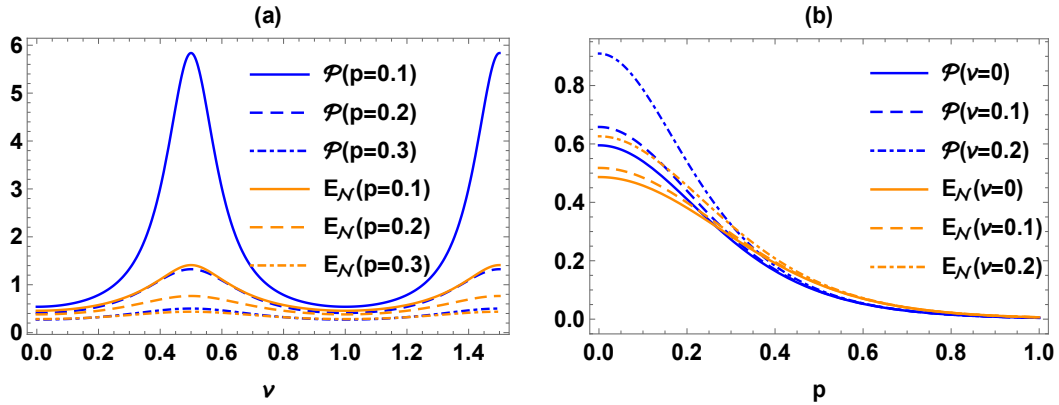 (a)
6
5
4
3
2
1
0
𝒫(p=0.1)
𝒫(p=0.2)
𝒫(p=0.3)
E𝒩(p=0.1)
E𝒩(p=0.2)
E𝒩(p=0.3)
0.0 0.2 0.4 0.6 0.8 1.0 1.2 1.4
ν
(b)
0.8
0.6
0.4
0.2
0.0
𝒫(ν=0)
𝒫(ν=0.1)
𝒫(ν=0.2)
E𝒩(ν=0)
E𝒩(ν=0.1)
E𝒩(ν=0.2)
0.0 0.2 0.4 0.6 0.8 1.0
p